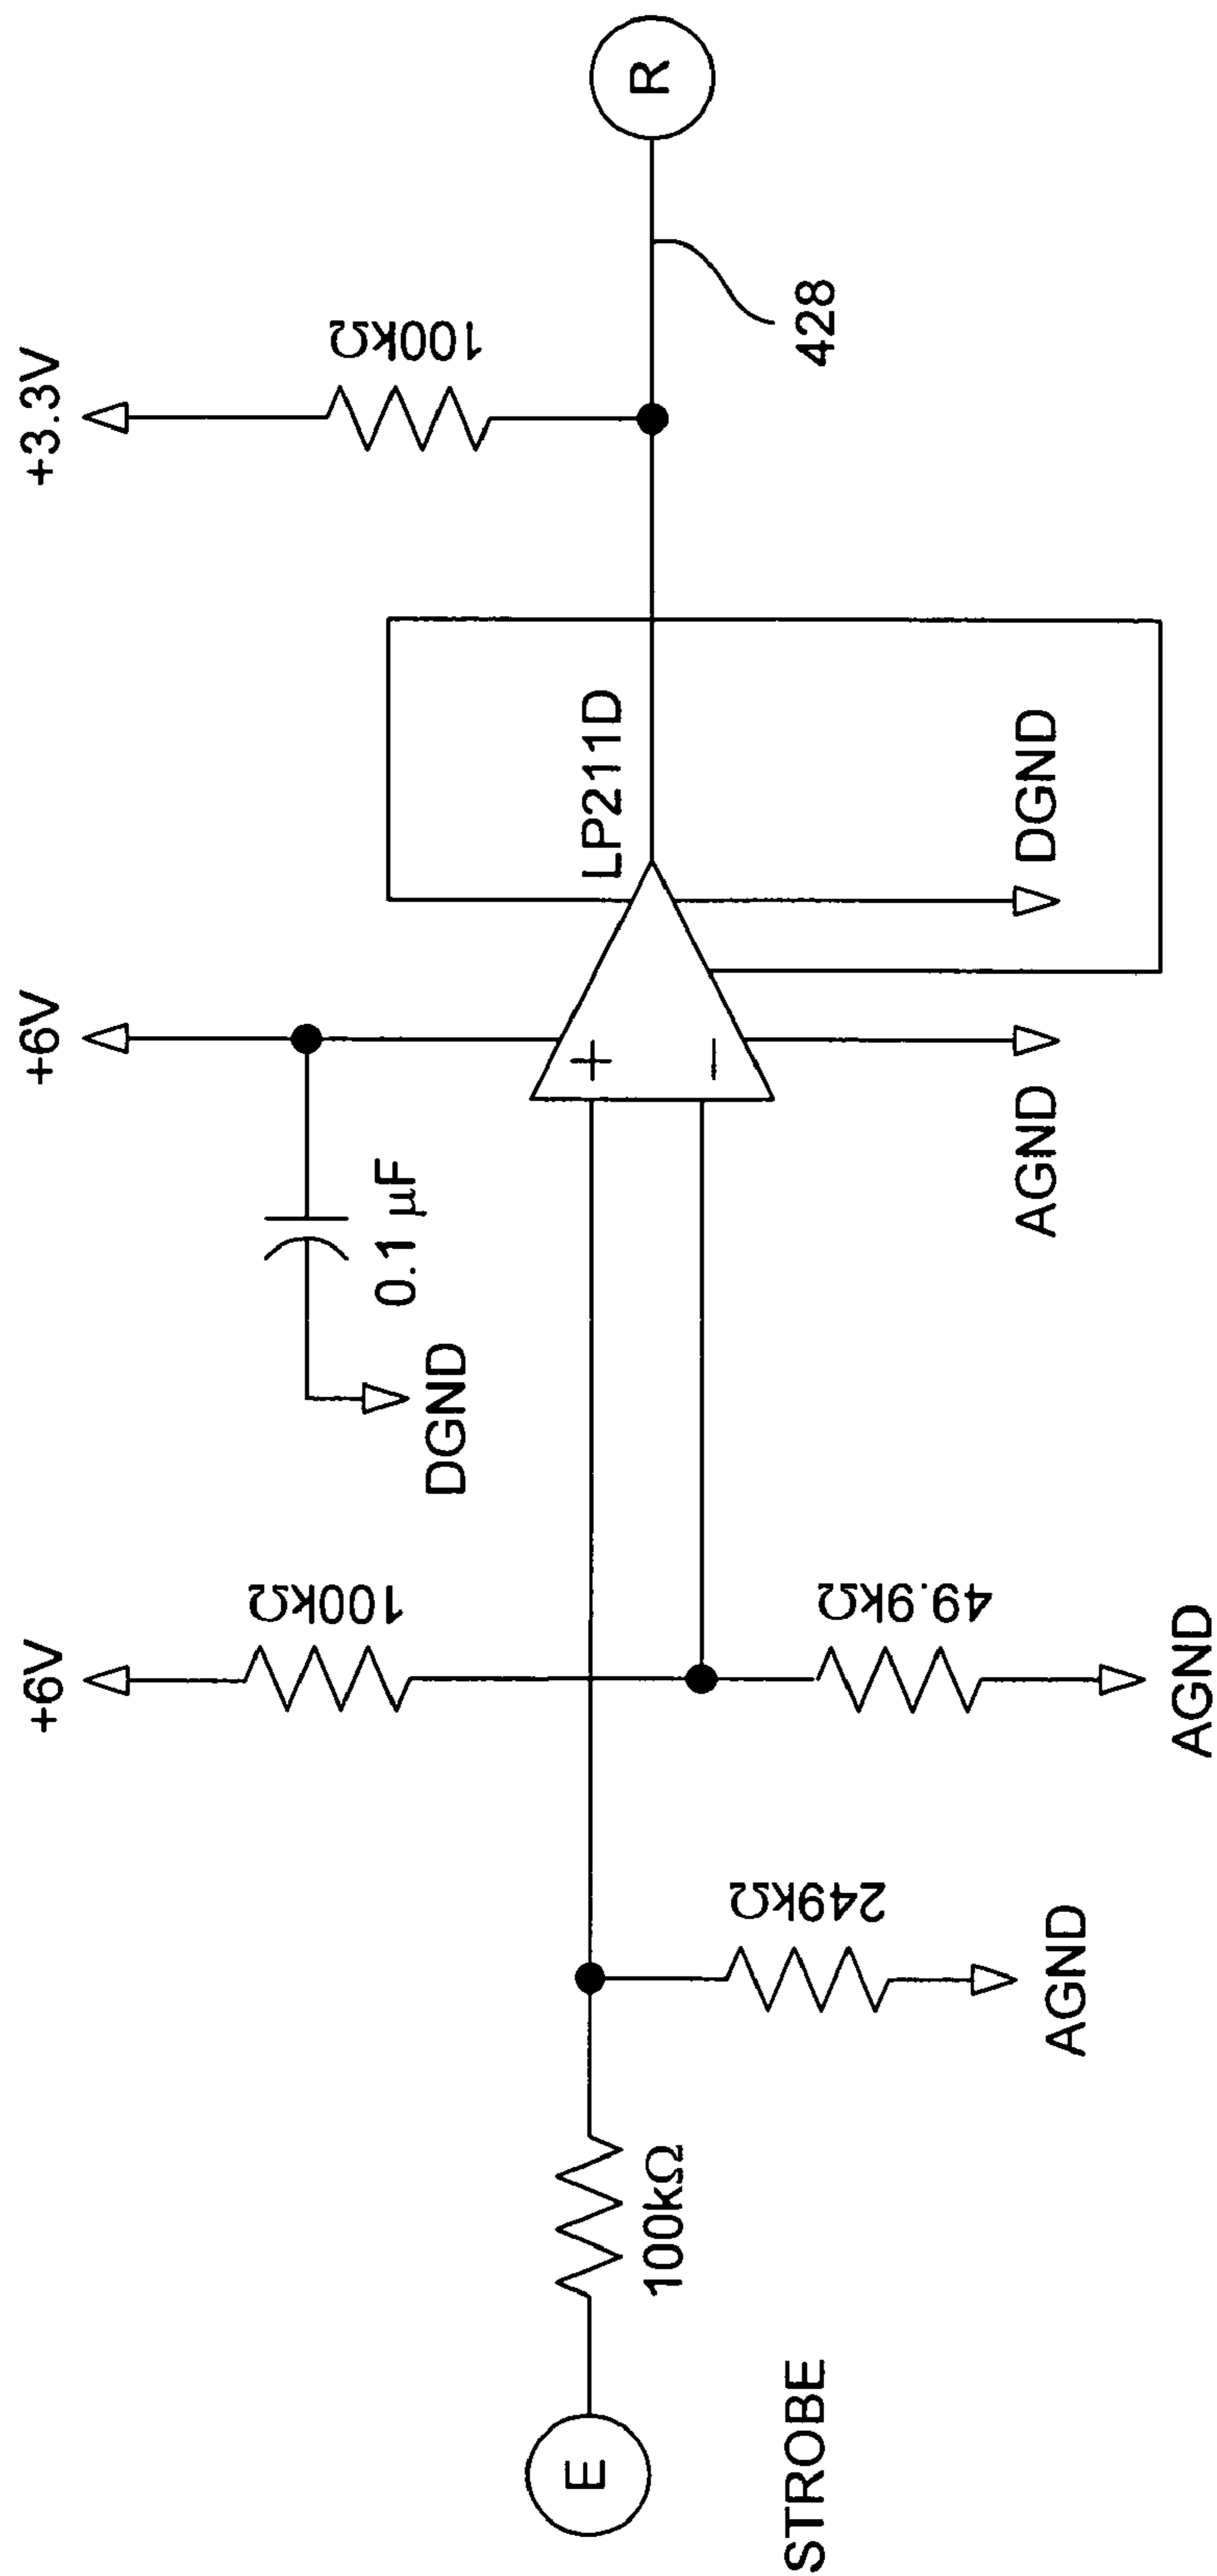 STROBE
E
100kΩ
249kΩ
AGND
+6V
100kΩ
49.9kΩ
AGND
DGND
0.1 μF
+6V
+
−
AGND
LP211D
DGND
+3.3V
100kΩ
428
R